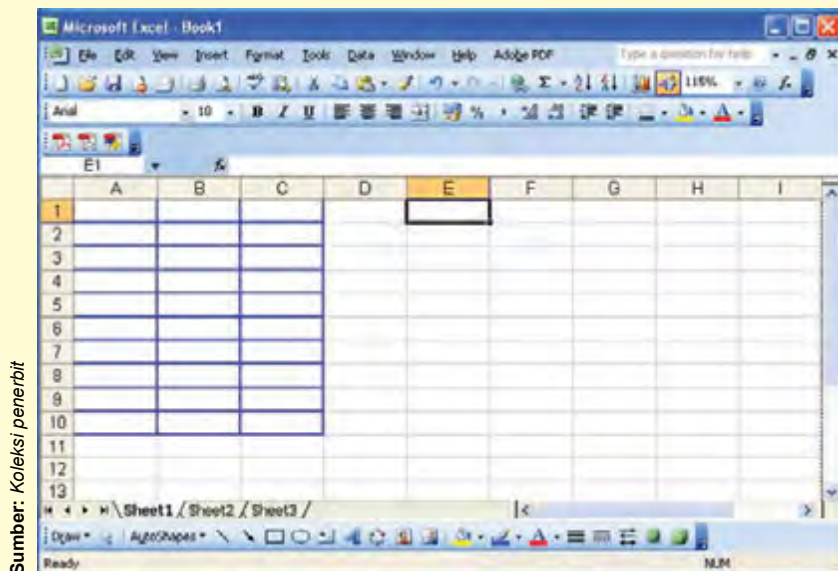 Microsoft Excel - Book1
File Edit View Insert Format Tools Data Window Help Adobe PDF Type a question for help
115%
Arial 10 B I U %
E1 fx
A B C D E F G H I
1
2
3
4
5
6
7
8
9
10
11
12
13
Sheet1 / Sheet2 / Sheet3 /
Draw AutoShapes
Ready NUM
Sumber: Koleksi penerbit